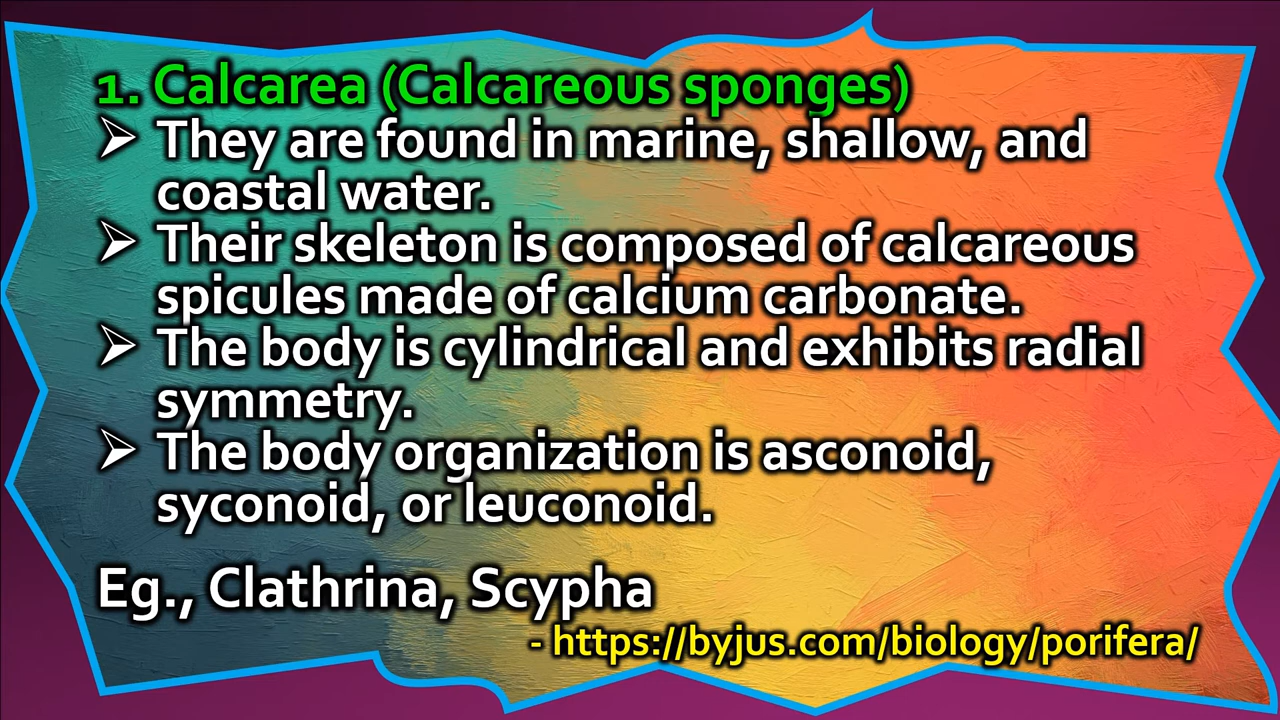 1. Calcarea (Calcareous sponges)
➢ They are found in marine, shallow, and
coastal water.
➢ Their skeleton is composed of calcareous
spicules made of calcium carbonate.
➢ The body is cylindrical and exhibits radial
symmetry.
➢ The body organization is asconoid,
syconoid, or leuconoid.
Eg., Clathrina, Scypha
- https://byjus.com/biology/porifera/